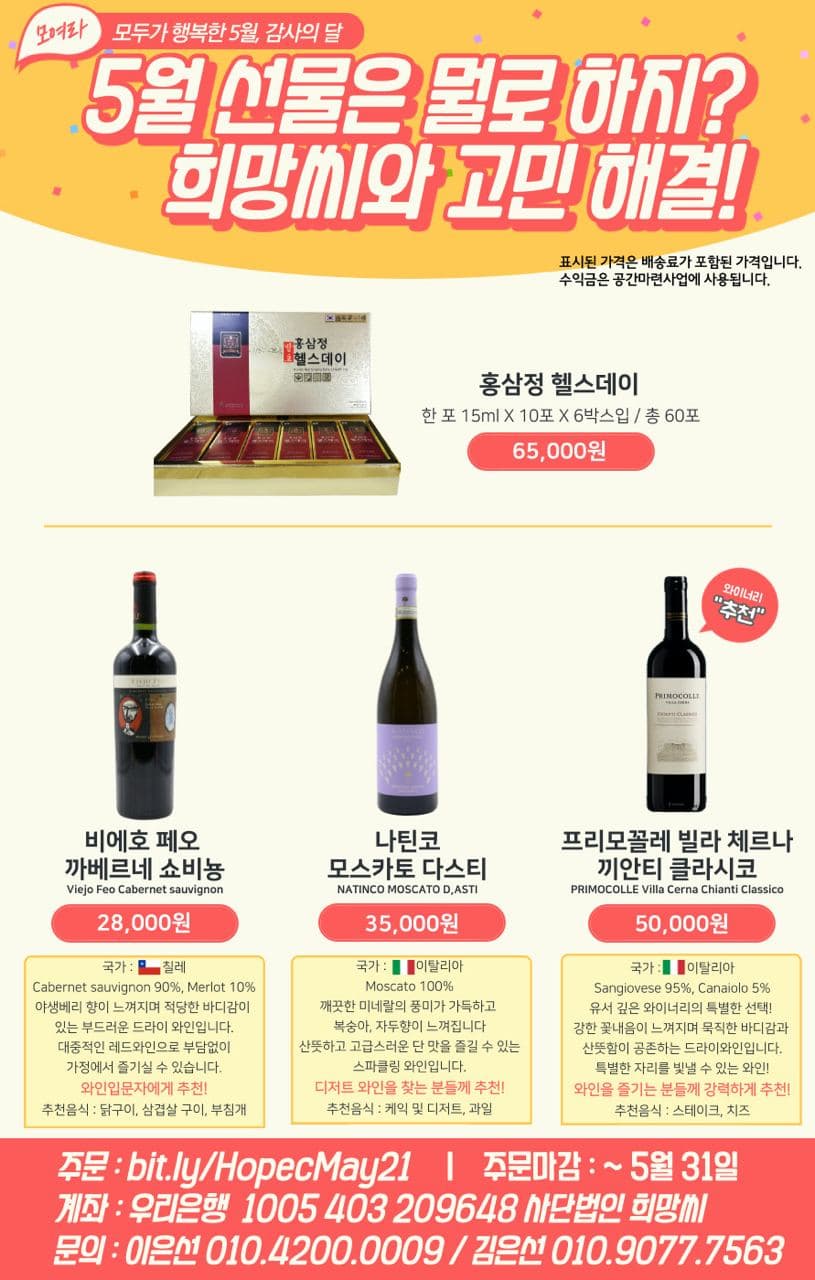 모여라
모두가 행복한 5월, 감사의 달
5월 선물은 뭘로 하지?
희망씨와 고민 해결!
표시된 가격은 배송료가 포함된 가격입니다.
수익금은 공간마련사업에 사용됩니다.
홍삼정
헬스데이
홍삼정 헬스데이
한 포 15ml X 10포 X 6박스입 / 총 60포
65,000원
와이너리
"추천"
VIEJO FEO
PRIMOCOLLE
VILLA CERNA
CHIANTI CLASSICO
비에호 페오
까베르네 쇼비뇽
Viejo Feo Cabernet sauvignon
28,000원
국가 : 칠레
Cabernet sauvignon 90%, Merlot 10%
야생베리 향이 느껴지며 적당한 바디감이
있는 부드러운 드라이 와인입니다.
대중적인 레드와인으로 부담없이
가정에서 즐기실 수 있습니다.
와인입문자에게 추천!
추천음식 : 닭구이, 삼겹살 구이, 부침개
나틴코
모스카토 다스티
NATINCO MOSCATO D,ASTI
35,000원
국가 : 이탈리아
Moscato 100%
깨끗한 미네랄의 풍미가 가득하고
복숭아, 자두향이 느껴집니다
산뜻하고 고급스러운 단 맛을 즐길 수 있는
스파클링 와인입니다.
디저트 와인을 찾는 분들께 추천!
추천음식 : 케익 및 디저트, 과일
프리모꼴레 빌라 체르나
끼안티 클라시코
PRIMOCOLLE Villa Cerna Chianti Classico
50,000원
국가 : 이탈리아
Sangiovese 95%, Canaiolo 5%
유서 깊은 와이너리의 특별한 선택!
강한 꽃내음이 느껴지며 묵직한 바디감과
산뜻함이 공존하는 드라이와인입니다.
특별한 자리를 빛낼 수 있는 와인!
와인을 즐기는 분들께 강력하게 추천!
추천음식 : 스테이크, 치즈
주문 : bit.ly/HopecMay21 | 주문마감 : ~ 5월 31일
계좌 : 우리은행 1005 403 209648 사단법인 희망씨
문의 : 이은선 010.4200.0009 / 김은선 010.9077.7563